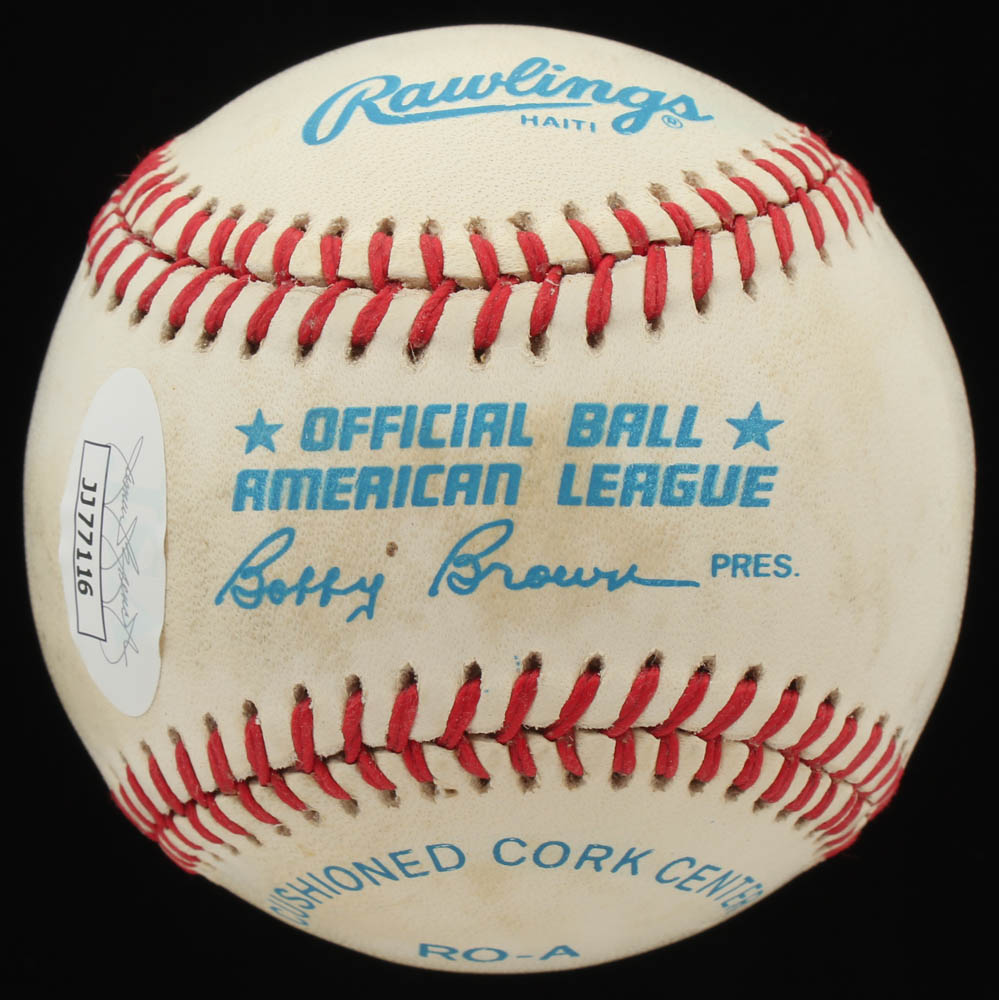 Rawlings ®
HAITI
★ OFFICIAL BALL ★
AMERICAN LEAGUE
Bobby Brown PRES.
JJ77116
CUSHIONED CORK CENTER
RO-A